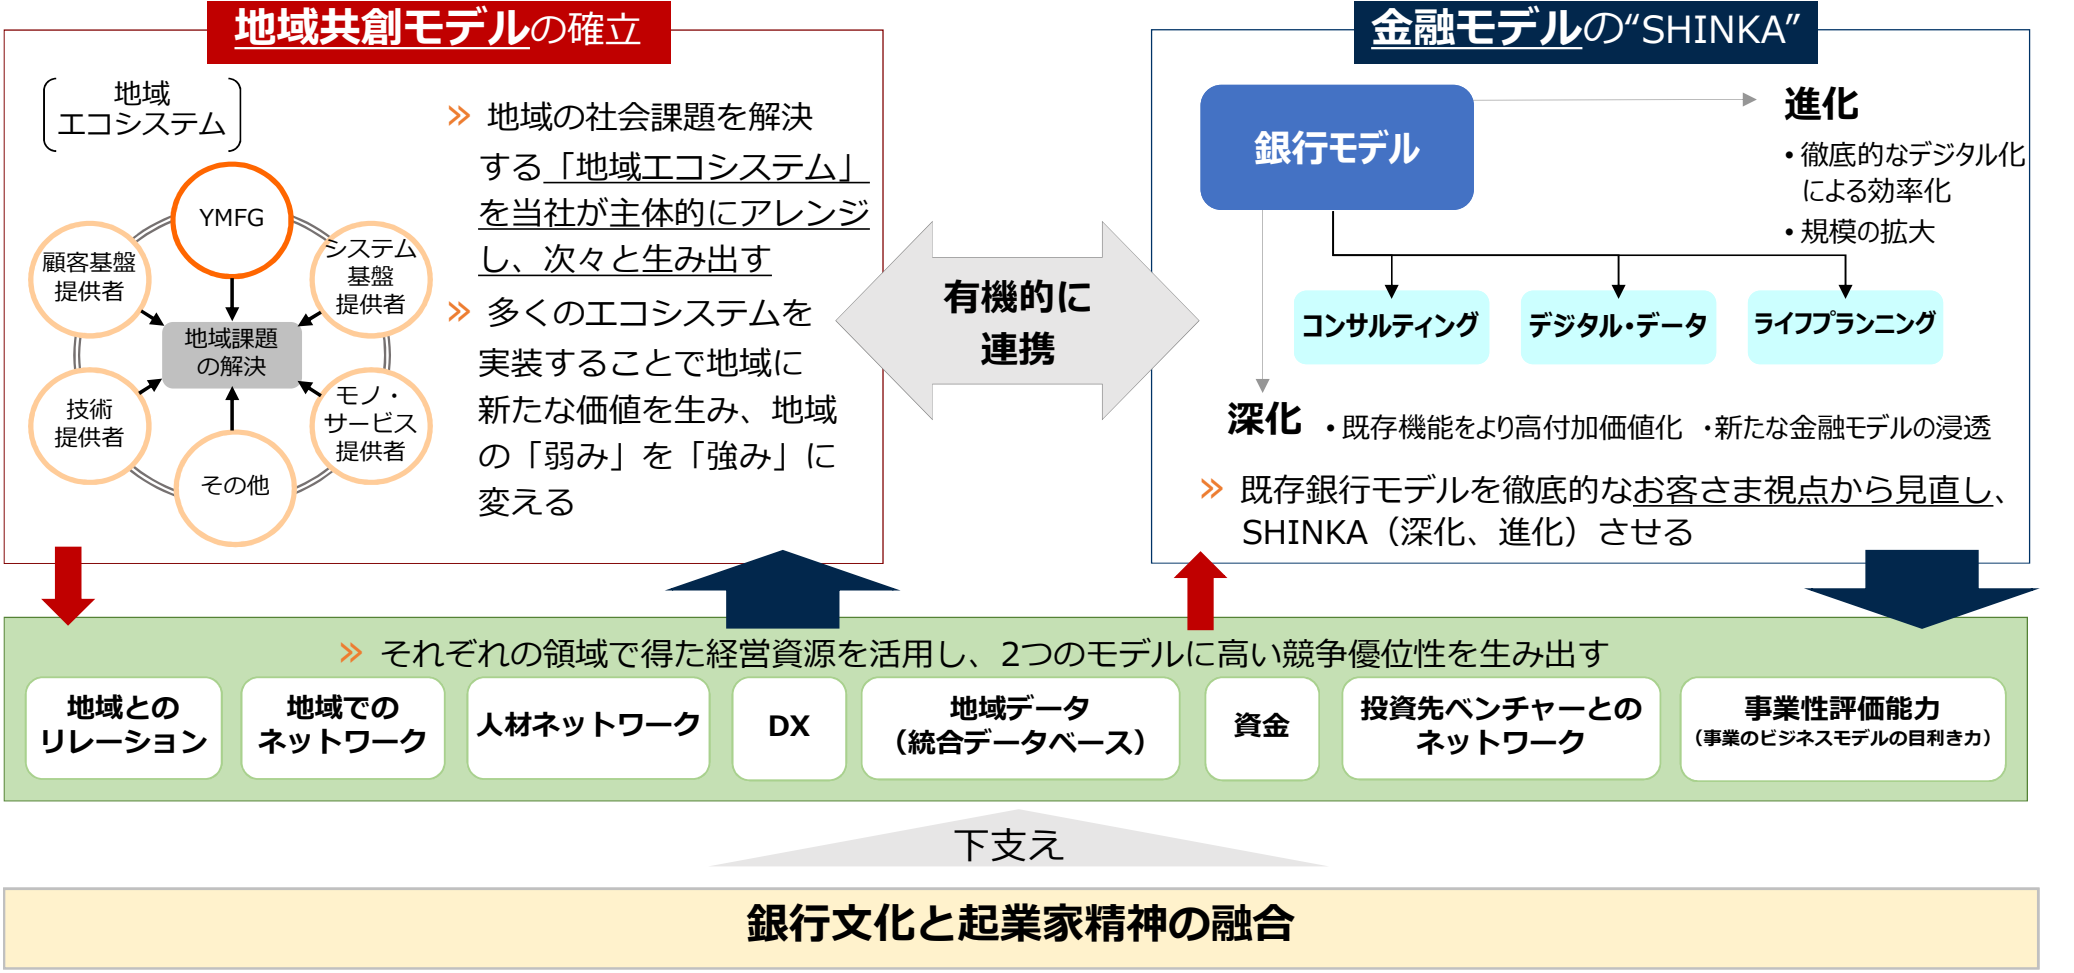 地域共創モデルの確立
地域
エコシステム
YMFG
顧客基盤
提供者
システム
基盤
提供者
地域課題
の解決
技術
提供者
モノ・
サービス
提供者
その他
» 地域の社会課題を解決
する「地域エコシステム」
を当社が主体的にアレンジ
し、次々と生み出す
» 多くのエコシステムを
実装することで地域に
新たな価値を生み、地域
の「弱み」を「強み」に
変える
有機的に
連携
金融モデルの“SHINKA”
銀行モデル
進化
• 徹底的なデジタル化
による効率化
• 規模の拡大
コンサルティング
デジタル・データ
ライフプランニング
深化 • 既存機能をより高付加価値化 ・新たな金融モデルの浸透
» 既存銀行モデルを徹底的なお客さま視点から見直し、
SHINKA（深化、進化）させる
» それぞれの領域で得た経営資源を活用し、2つのモデルに高い競争優位性を生み出す
地域との
リレーション
地域での
ネットワーク
人材ネットワーク
DX
地域データ
（統合データベース）
資金
投資先ベンチャーとの
ネットワーク
事業性評価能力
（事業のビジネスモデルの目利き力）
下支え
銀行文化と起業家精神の融合